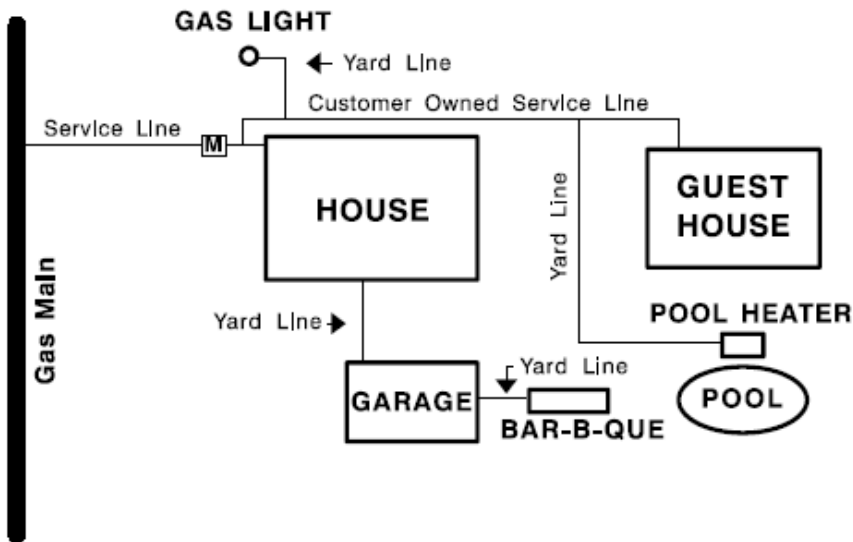 GAS LIGHT
Yard Line
Customer Owned Service Line
Service Line
M
HOUSE
GUEST
HOUSE
Yard Line
Gas Main
Yard Line
POOL HEATER
Yard Line
GARAGE
POOL
BAR-B-QUE